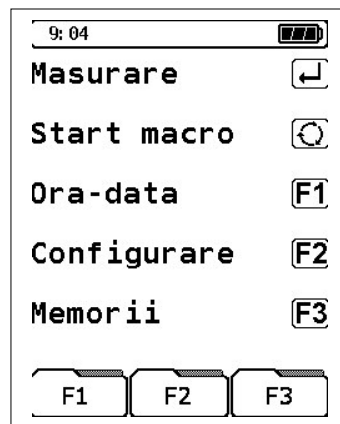 9:04
Masurare
Start macro
Ora-data F1
Configurare F2
Memorii F3
F1 F2 F3